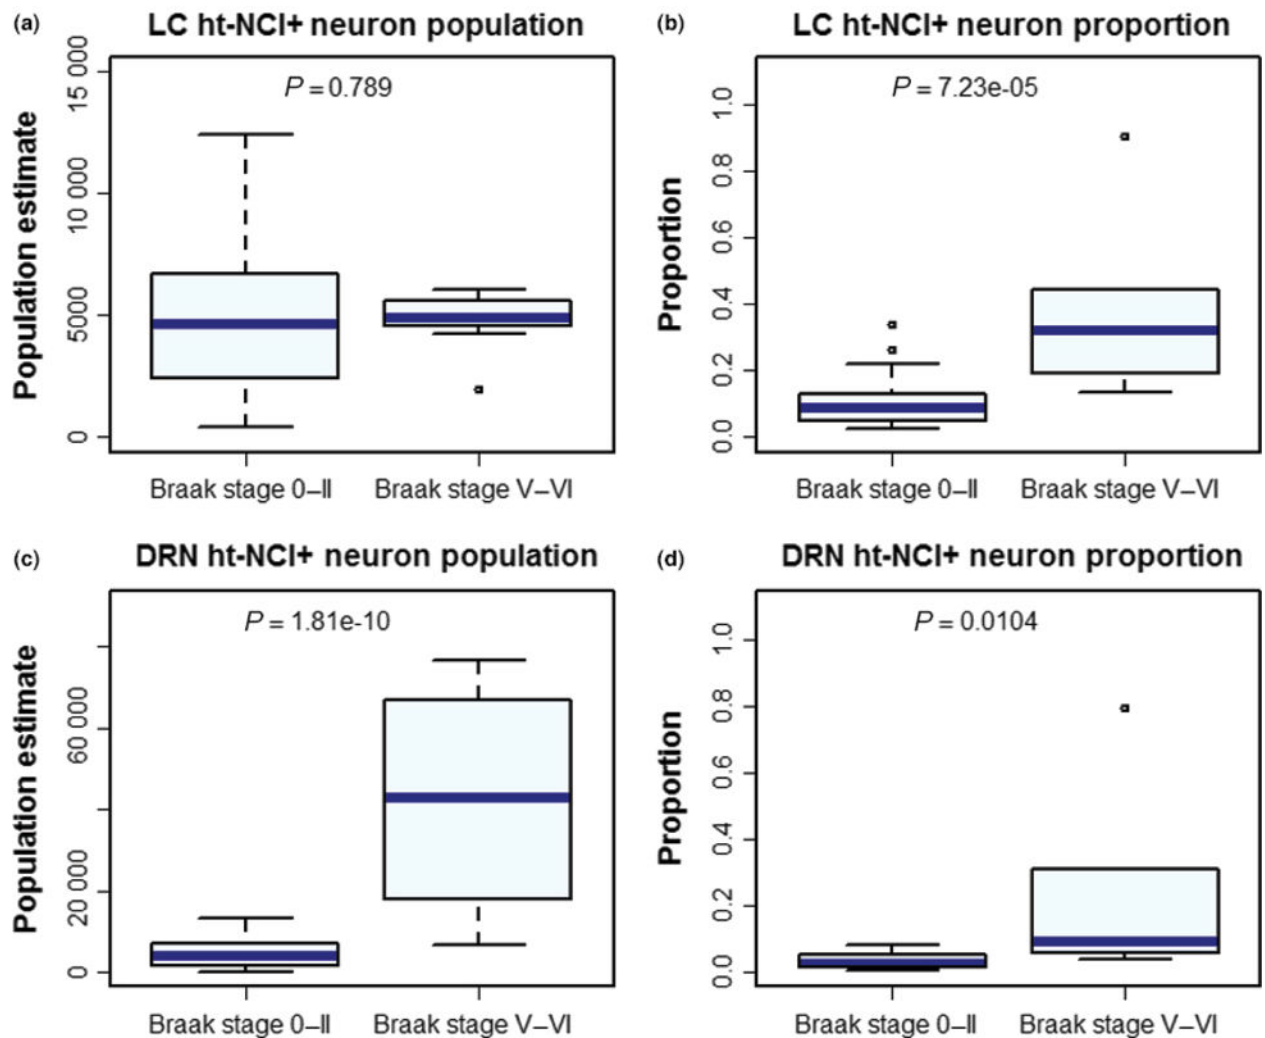 (a) LC ht-NCI+ neuron population
P = 0.789
Population estimate
15 000
10 000
5000
0
Braak stage 0–II Braak stage V–VI
(b) LC ht-NCI+ neuron proportion
P = 7.23e-05
Proportion
1.0
0.8
0.6
0.4
0.2
0.0
Braak stage 0–II Braak stage V–VI
(c) DRN ht-NCI+ neuron population
P = 1.81e-10
Population estimate
60 000
20 000
0
Braak stage 0–II Braak stage V–VI
(d) DRN ht-NCI+ neuron proportion
P = 0.0104
Proportion
1.0
0.8
0.6
0.4
0.2
0.0
Braak stage 0–II Braak stage V–VI